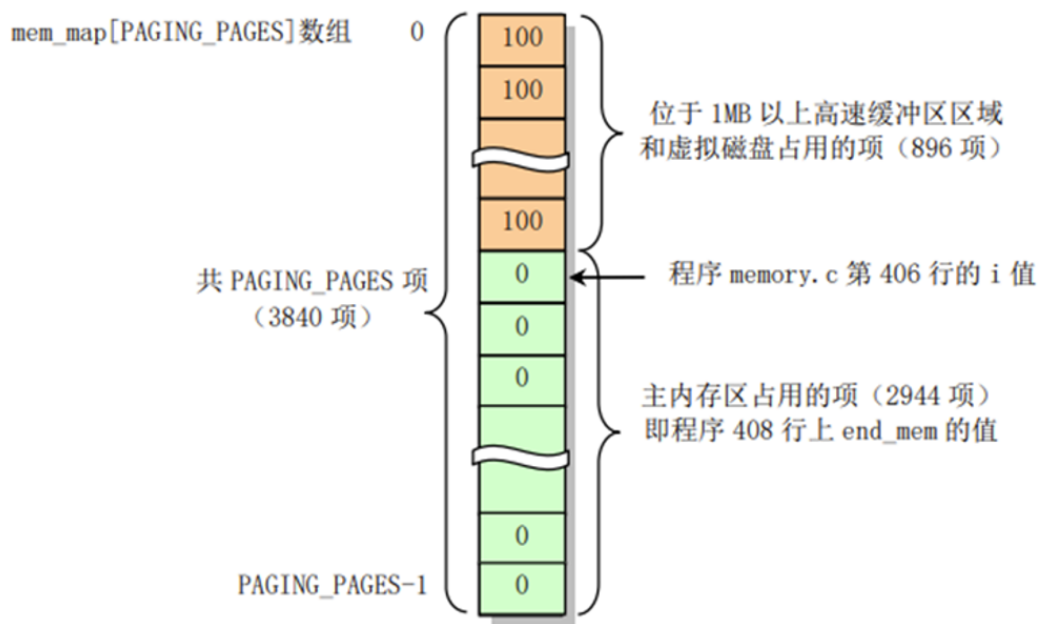 mem_map[PAGING_PAGES]数组 0
100
100
位于 1MB 以上高速缓冲区区域
和虚拟磁盘占用的项（896 项）
100
共 PAGING_PAGES 项
（3840 项）
0
程序 memory.c 第 406 行的 i 值
0
0
主内存区占用的项（2944 项）
即程序 408 行上 end_mem 的值
0
PAGING_PAGES-1
0